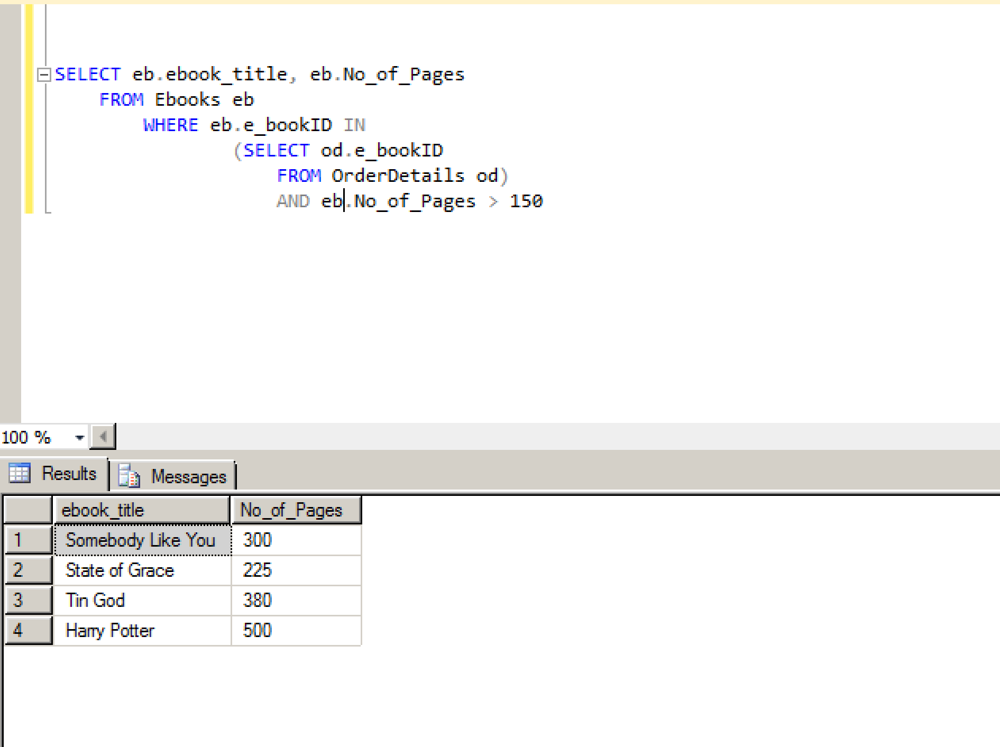 SELECT eb.ebook_title, eb.No_of_Pages
FROM Ebooks eb
WHERE eb.e_bookID IN
(SELECT od.e_bookID
FROM OrderDetails od)
AND eb.No_of_Pages > 150
100 %
Results Messages
ebook_title No_of_Pages
1 Somebody Like You 300
2 State of Grace 225
3 Tin God 380
4 Harry Potter 500